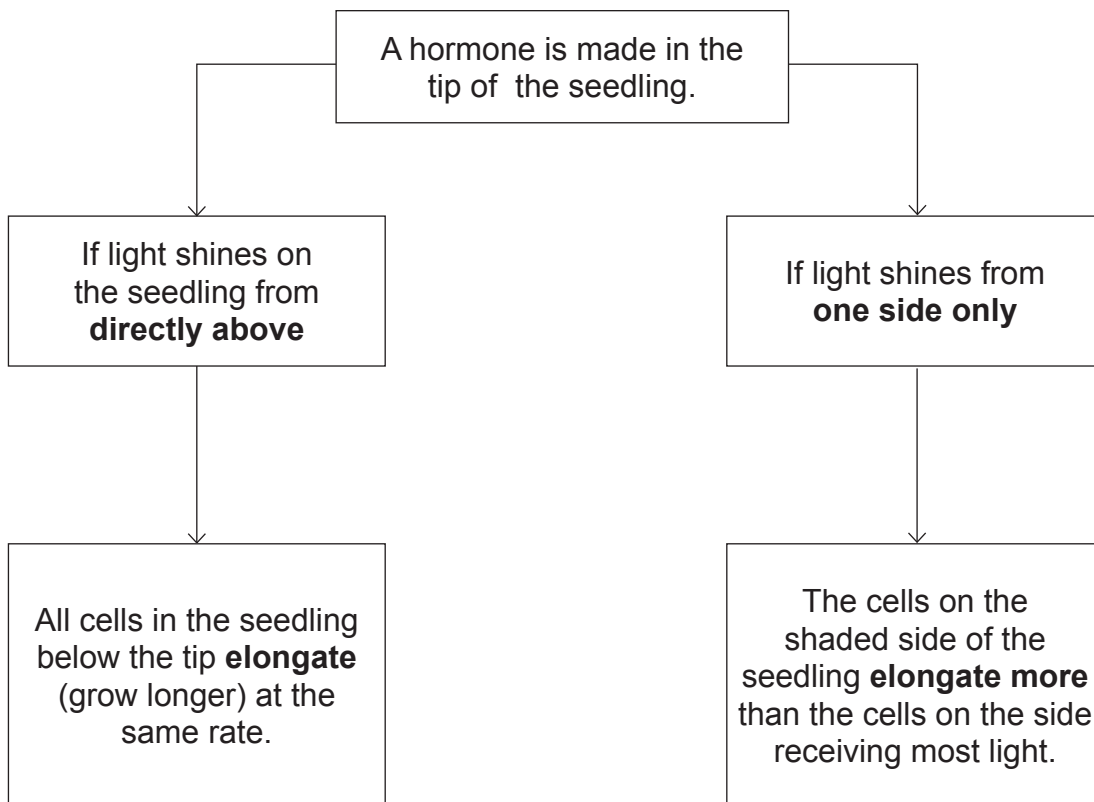 A hormone is made in the
tip of the seedling.
If light shines on
the seedling from
directly above
If light shines from
one side only
All cells in the seedling
below the tip elongate
(grow longer) at the
same rate.
The cells on the
shaded side of the
seedling elongate more
than the cells on the side
receiving most light.